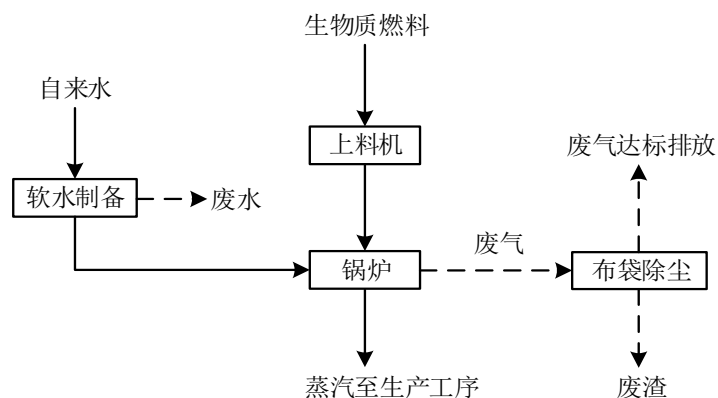 生物质燃料
自来水
上料机
废气达标排放
软水制备
废水
废气
锅炉
布袋除尘
蒸汽至生产工序
废渣